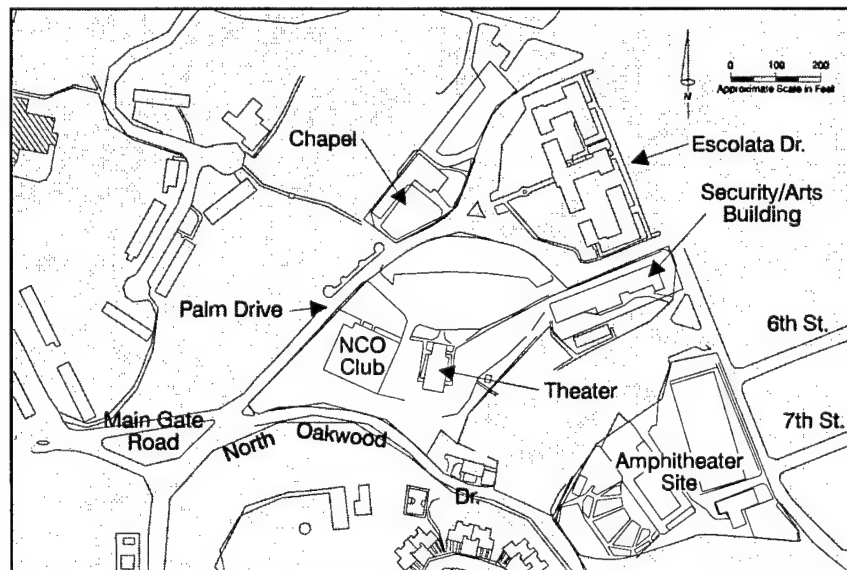 0 100 200
Approximate Scale in Feet
N
Chapel
Escolata Dr.
Security/Arts
Building
Palm Drive
NCO
Club
6th St.
Theater
Main Gate
Road
North Oakwood
Dr.
7th St.
Amphitheater
Site